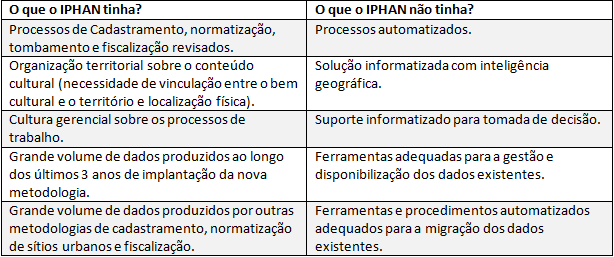 O que o IPHAN tinha?
O que o IPHAN não tinha?
Processos de Cadastramento, normatização,
tombamento e fiscalização revisados.
Processos automatizados.
Organização territorial sobre o conteúdo
cultural (necessidade de vinculação entre o bem
cultural e o território e localização física).
Solução informatizada com inteligência
geográfica.
Cultura gerencial sobre os processos de
trabalho.
Suporte informatizado para tomada de decisão.
Grande volume de dados produzidos ao longo
dos últimos 3 anos de implantação da nova
metodologia.
Ferramentas adequadas para a gestão e
disponibilização dos dados existentes.
Grande volume de dados produzidos por outras
metodologias de cadastramento, normatização
de sítios urbanos e fiscalização.
Ferramentas e procedimentos automatizados
adequados para a migração dos dados
existentes.